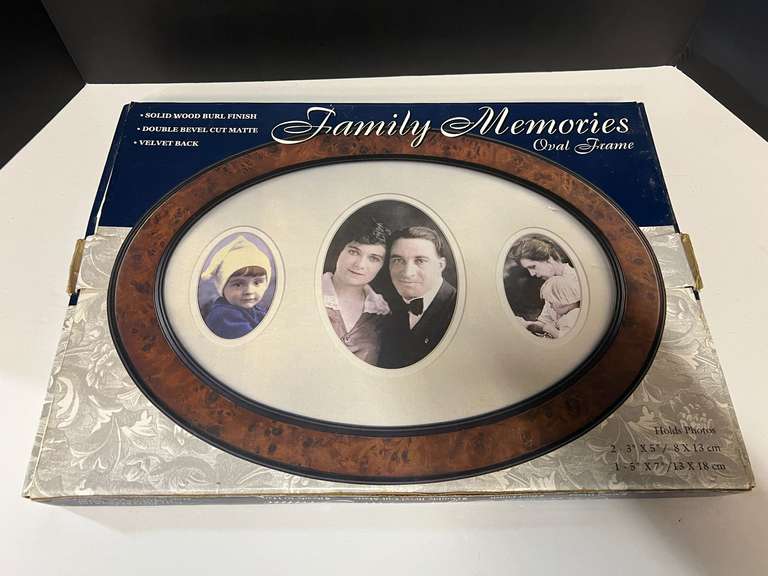 • SOLID WOOD BURL FINISH
• DOUBLE BEVEL CUT MATTE
• VELVET BACK
Family Memories
Oval Frame
Holds Photos
2 - 3" X 5" / 8 X 13 cm
1 - 5" X 7" / 13 X 18 cm